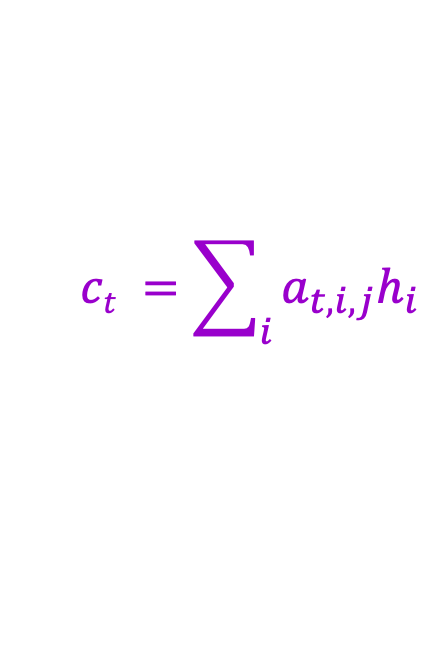 c_t = ∑_i a_{t,i,j} h_i